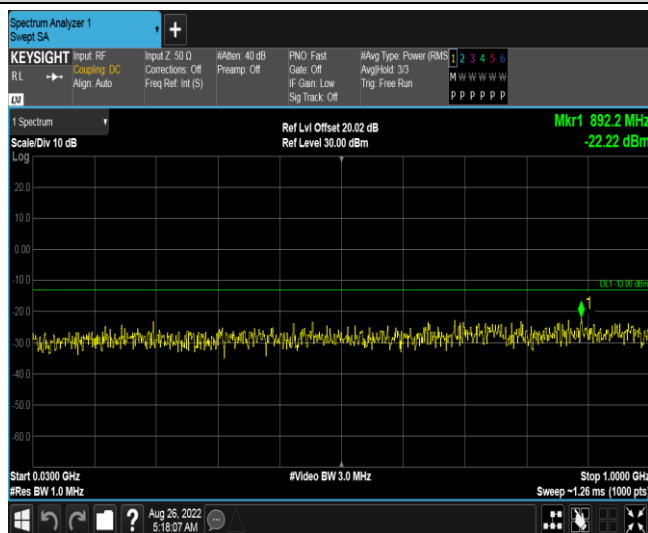 Spectrum Analyzer 1
Swept SA
+
KEYSIGHT
RL
LXI
Input: RF
Coupling: DC
Align: Auto
Input Z: 50 Ω
Corrections: Off
Freq Ref: Int (S)
#Atten: 40 dB
Preamp: Off
PNO: Fast
Gate: Off
IF Gain: Low
Sig Track: Off
#Avg Type: Power (RMS
Avg|Hold: 3/3
Trig: Free Run
1 2 3 4 5 6
M W W W W W
P P P P P P
1 Spectrum
Scale/Div 10 dB
Log
Ref Lvl Offset 20.02 dB
Ref Level 30.00 dBm
Mkr1 892.2 MHz
-22.22 dBm
20.0
10.0
0.00
-10.0
DL1 -13.00 dBm
1
-20.0
-30.0
-40.0
-50.0
-60.0
Start 0.0300 GHz
#Res BW 1.0 MHz
#Video BW 3.0 MHz
Stop 1.0000 GHz
Sweep ~1.26 ms (1000 pts)
?
Aug 26, 2022
5:18:07 AM